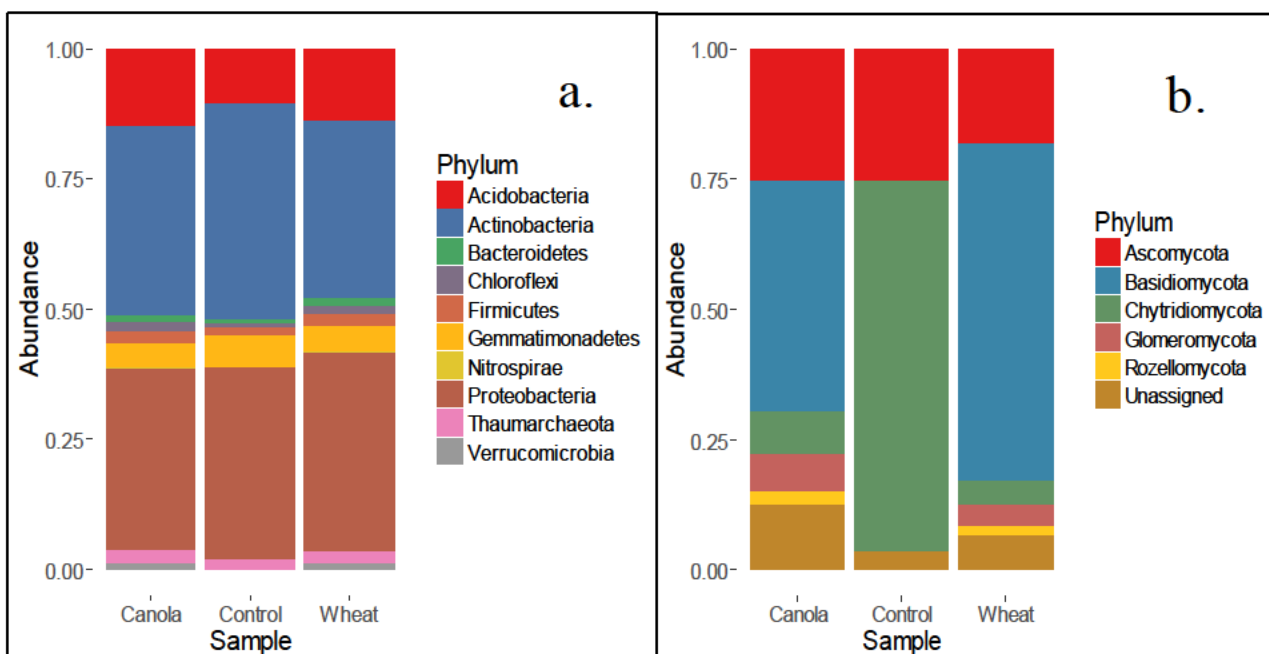 a.
1.00
0.75
0.50
0.25
0.00
Abundance
Canola Control Wheat
Sample
Phylum
Acidobacteria
Actinobacteria
Bacteroidetes
Chloroflexi
Firmicutes
Gemmatimonadetes
Nitrospirae
Proteobacteria
Thaumarchaeota
Verrucomicrobia
b.
1.00
0.75
0.50
0.25
0.00
Abundance
Canola Control Wheat
Sample
Phylum
Ascomycota
Basidiomycota
Chytridiomycota
Glomeromycota
Rozellomycota
Unassigned